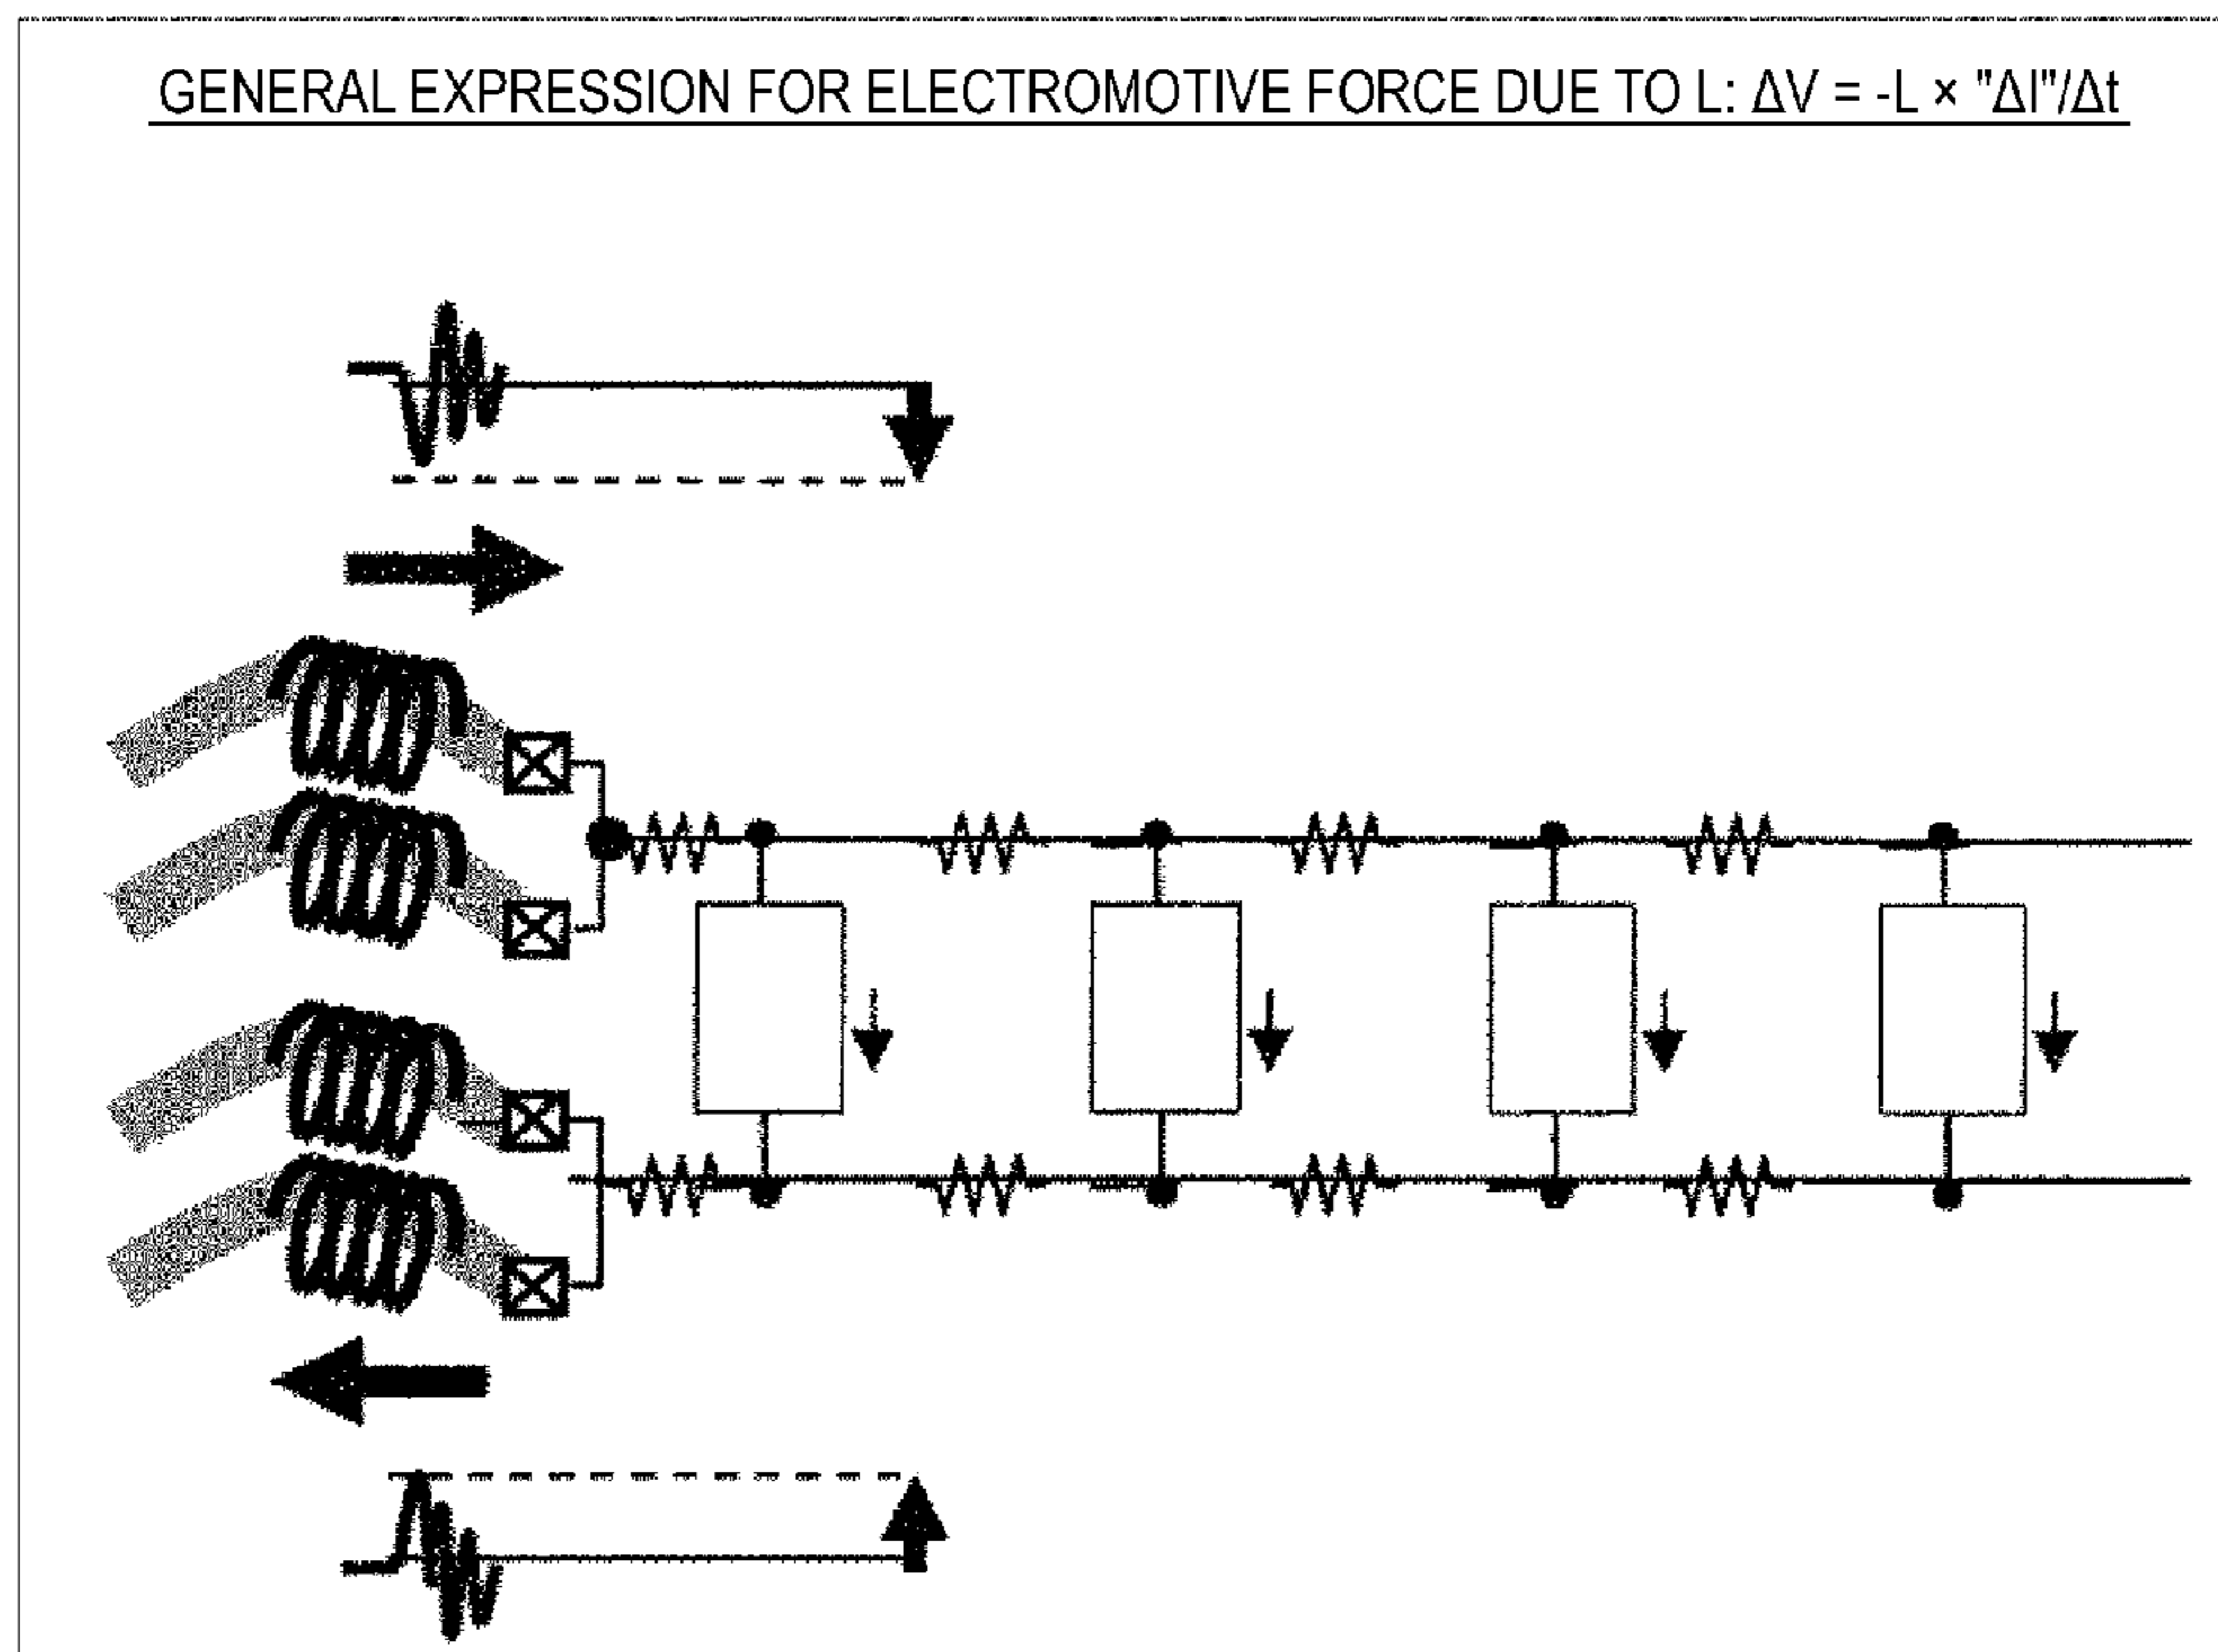 GENERAL EXPRESSION FOR ELECTROMOTIVE FORCE DUE TO L: ΔV = -L × "ΔI"/Δt